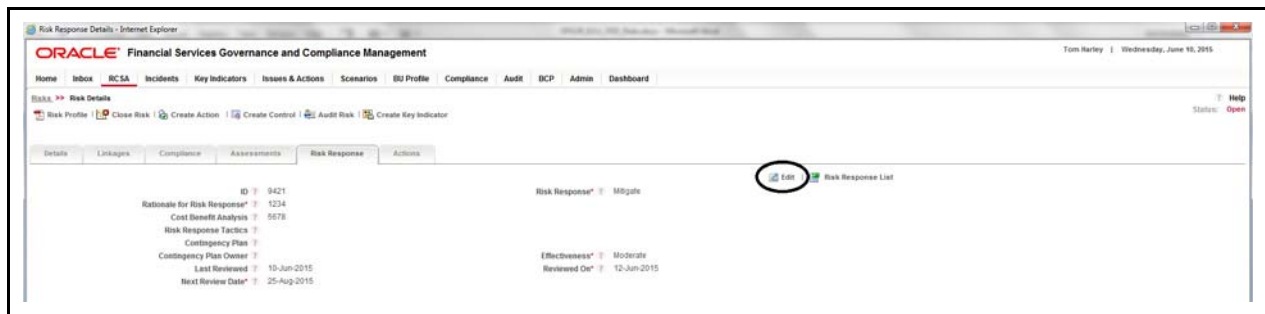 Risk Response Details - Internet Explorer
ORACLE Financial Services Governance and Compliance Management Tom Harley | Wednesday, June 10, 2015
Home Inbox RCSA Incidents Key Indicators Issues & Actions Scenarios BU Profile Compliance Audit BCP Admin Dashboard
Risks >> Risk Details ? Help
Risk Profile | Close Risk | Create Action | Create Control | Audit Risk | Create Key Indicator Status: Open
Details Linkages Compliance Assessments Risk Response Actions
Edit | Risk Response List
ID ? 9421 Risk Response* ? Mitigate
Rationale for Risk Response* ? 1234
Cost Benefit Analysis ? 5678
Risk Response Tactics ?
Contingency Plan ?
Contingency Plan Owner ? Effectiveness* ? Moderate
Last Reviewed ? 10-Jun-2015 Reviewed On* ? 12-Jun-2015
Next Review Date* ? 25-Aug-2015